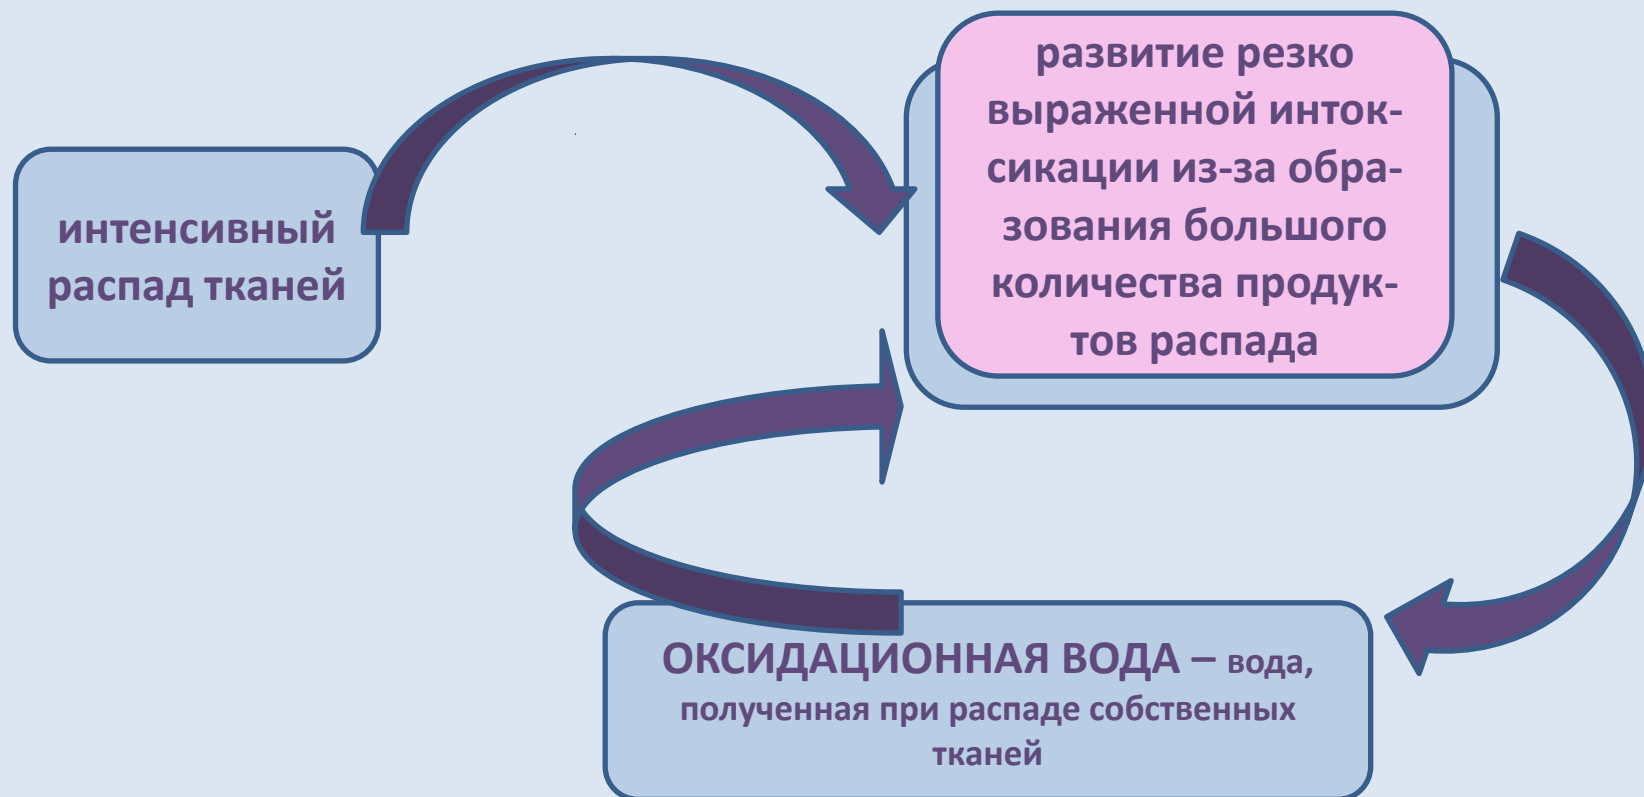 интенсивный
распад тканей
развитие резко
выраженной инток-
сикации из-за обра-
зования большого
количества продук-
тов распада
ОКСИДАЦИОННАЯ ВОДА – вода,
полученная при распаде собственных
тканей